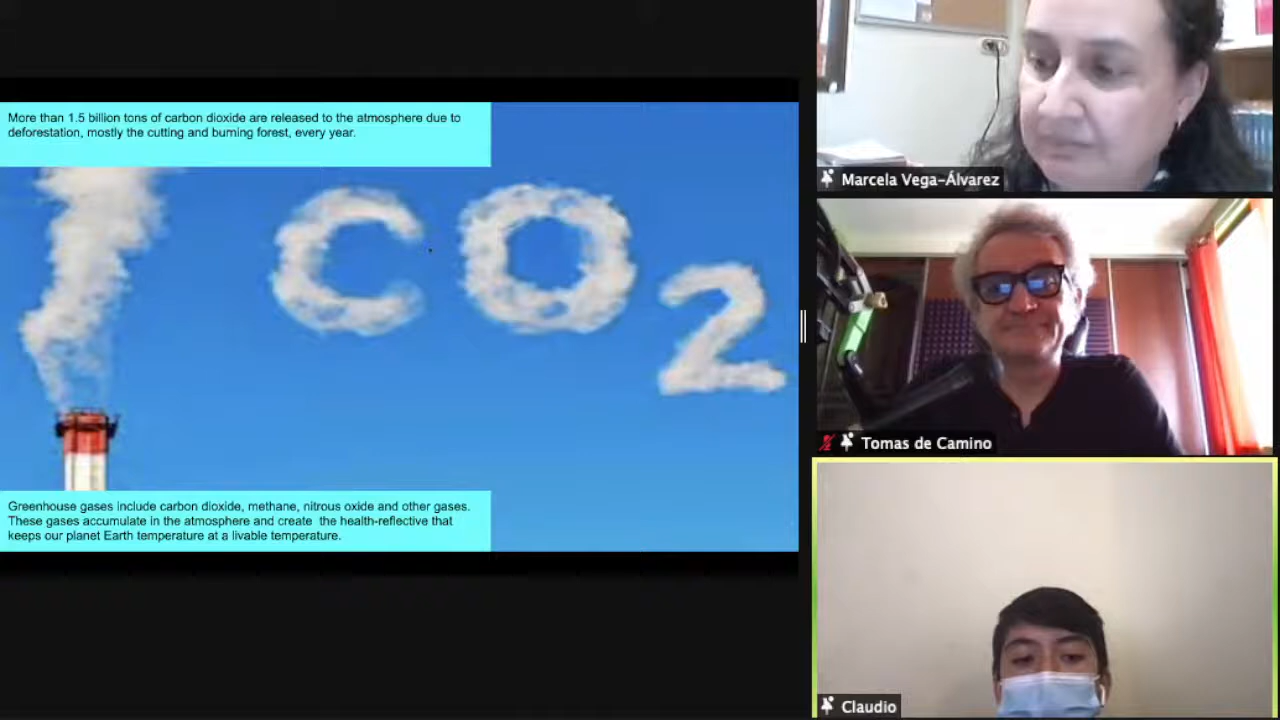 More than 1.5 billion tons of carbon dioxide are released to the atmosphere due to
deforestation, mostly the cutting and burning forest, every year.
CO2
Greenhouse gases include carbon dioxide, methane, nitrous oxide and other gases.
These gases accumulate in the atmosphere and create the health-reflective that
keeps our planet Earth temperature at a livable temperature.
Marcela Vega-Álvarez
Tomas de Camino
Claudio